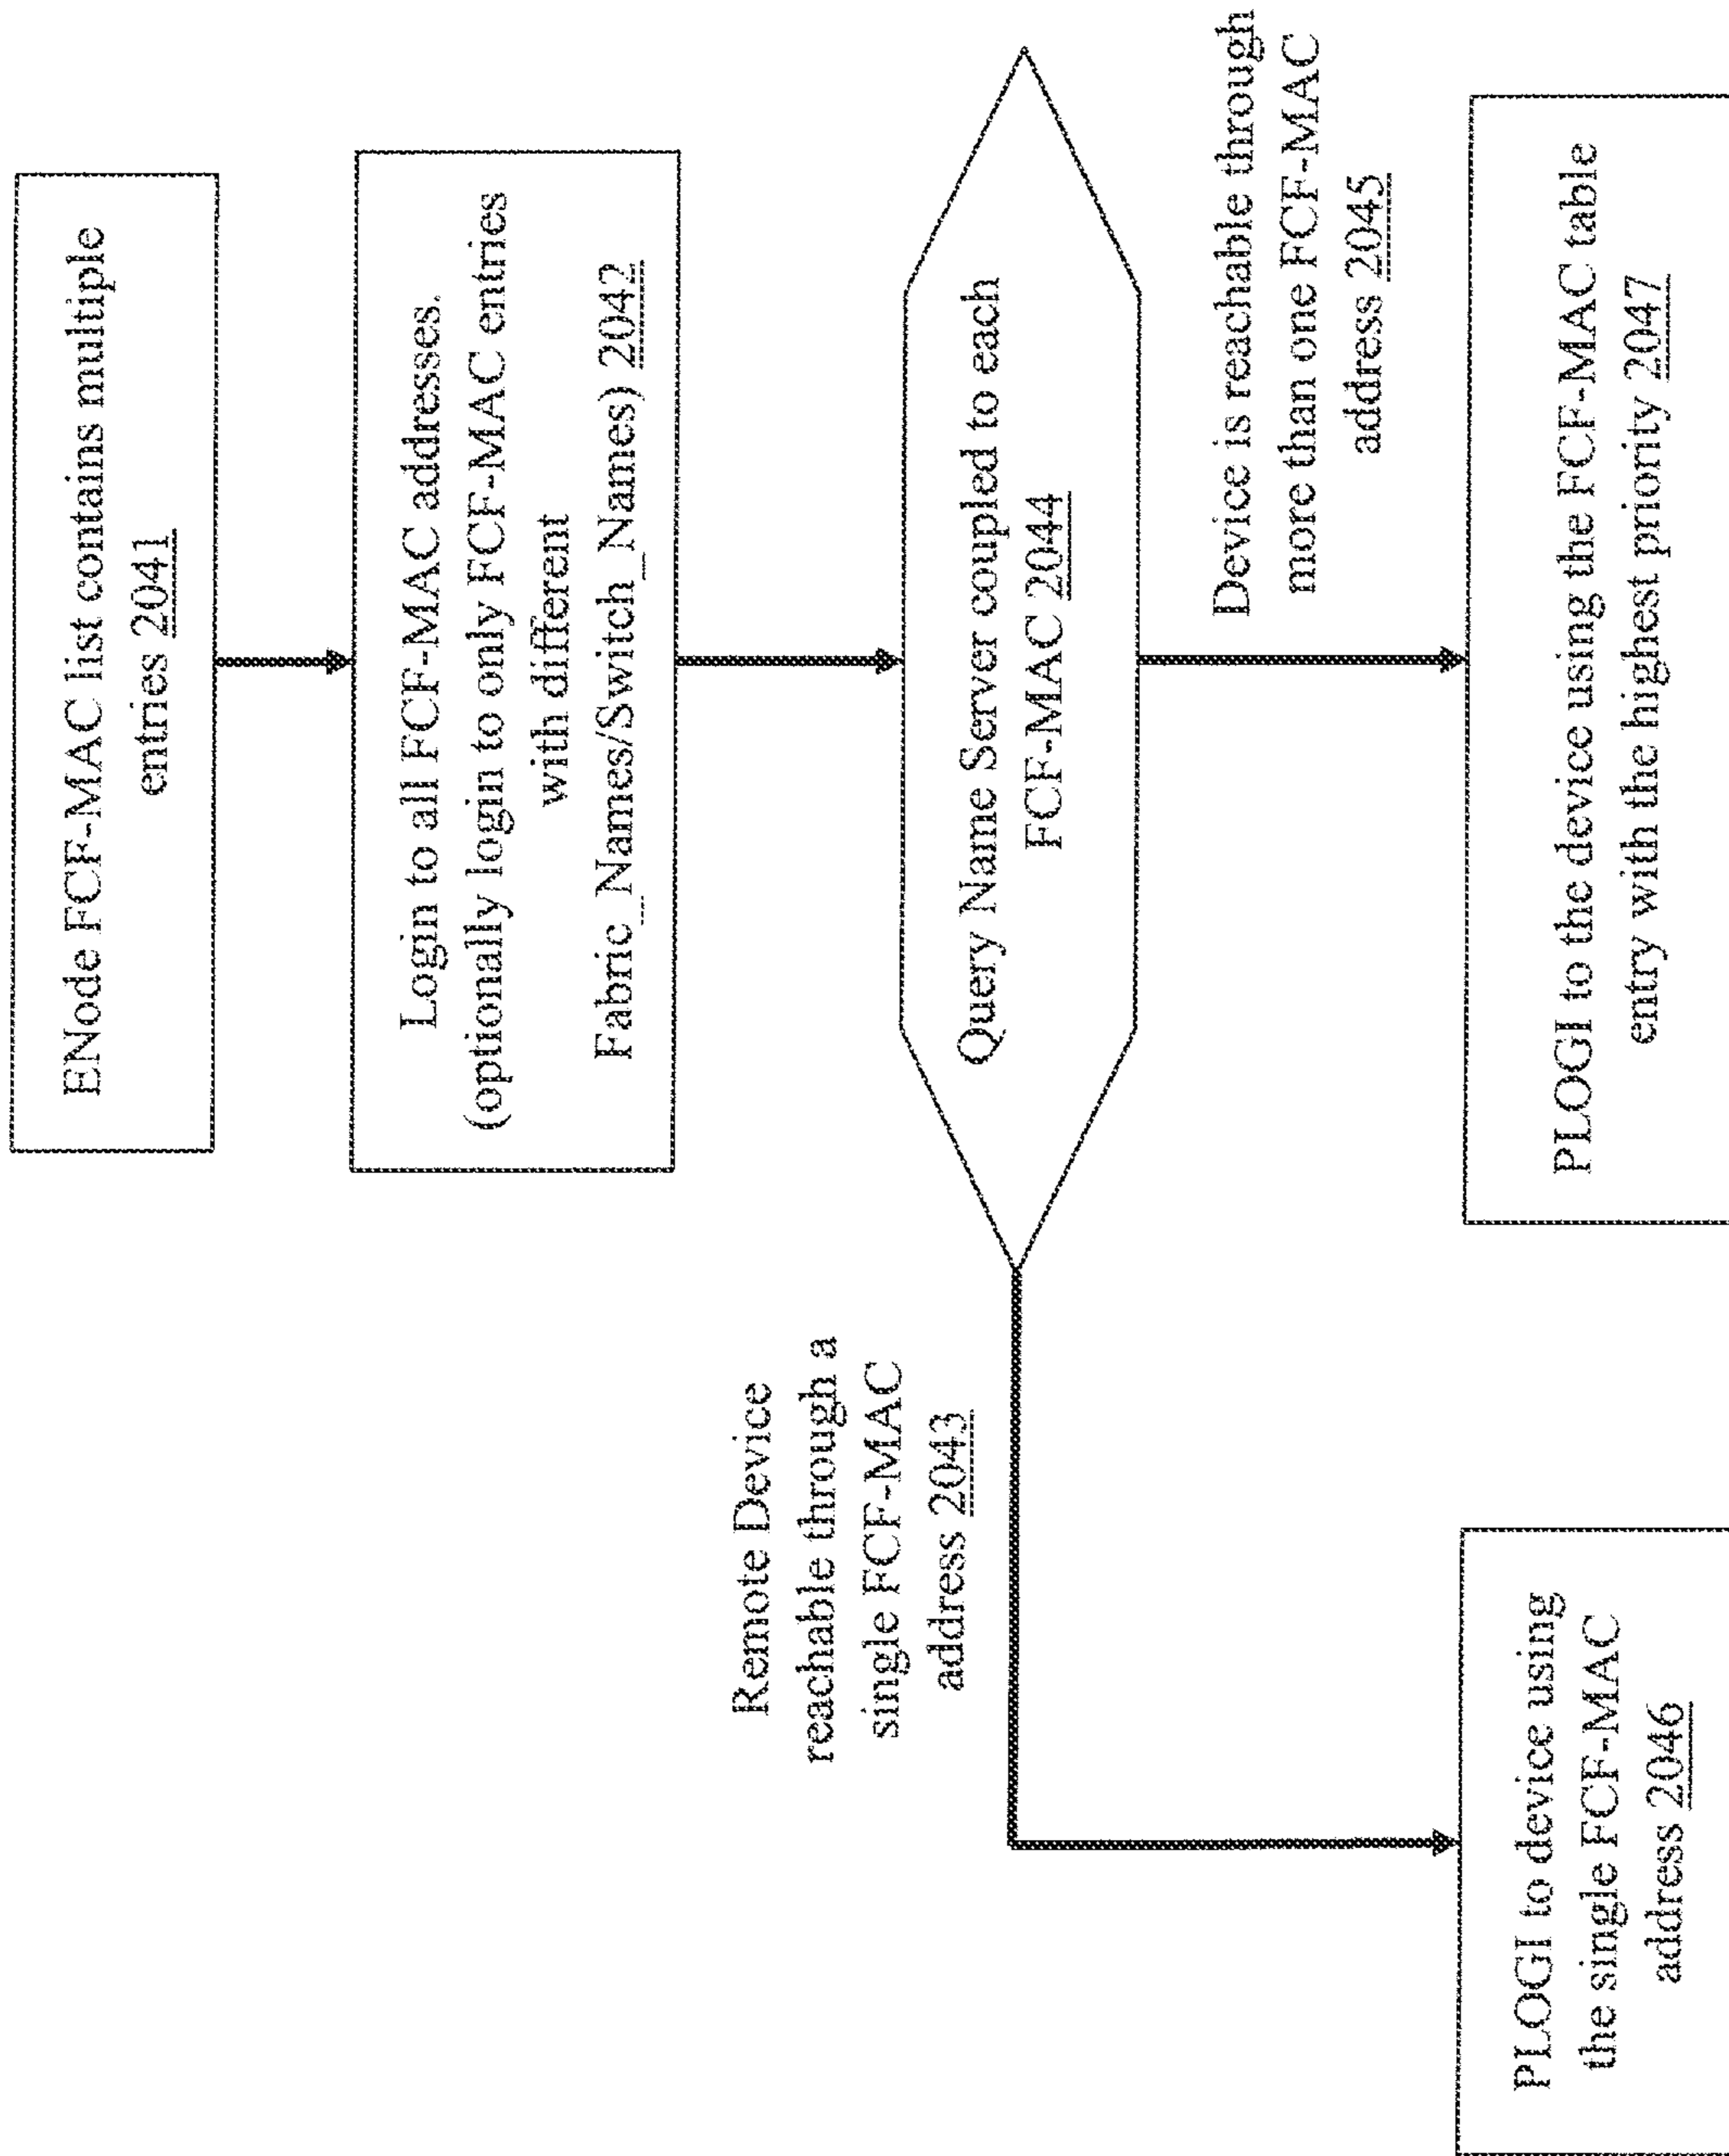 ENode FCF-MAC list contains multiple
entries 2041
Login to all FCF-MAC addresses.
(optionally login to only FCF-MAC entries
with different
Fabric_Names/Switch_Names) 2042
Query Name Server coupled to each
FCF-MAC 2044
Remote Device
reachable through a
single FCF-MAC
address 2043
Device is reachable through
more than one FCF-MAC
address 2045
PLOGI to device using
the single FCF-MAC
address 2046
PLOGI to the device using the FCF-MAC table
entry with the highest priority 2047